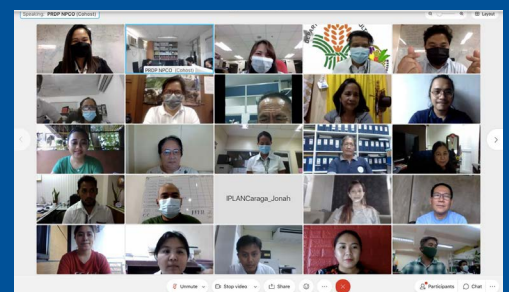 Speaking: PRDP NPCO (Cohost)
Layout
PRDP NPCO (Cohost)
IPLANCaraga_Jonah
Unmute
Stop video
Share
Participants
Chat